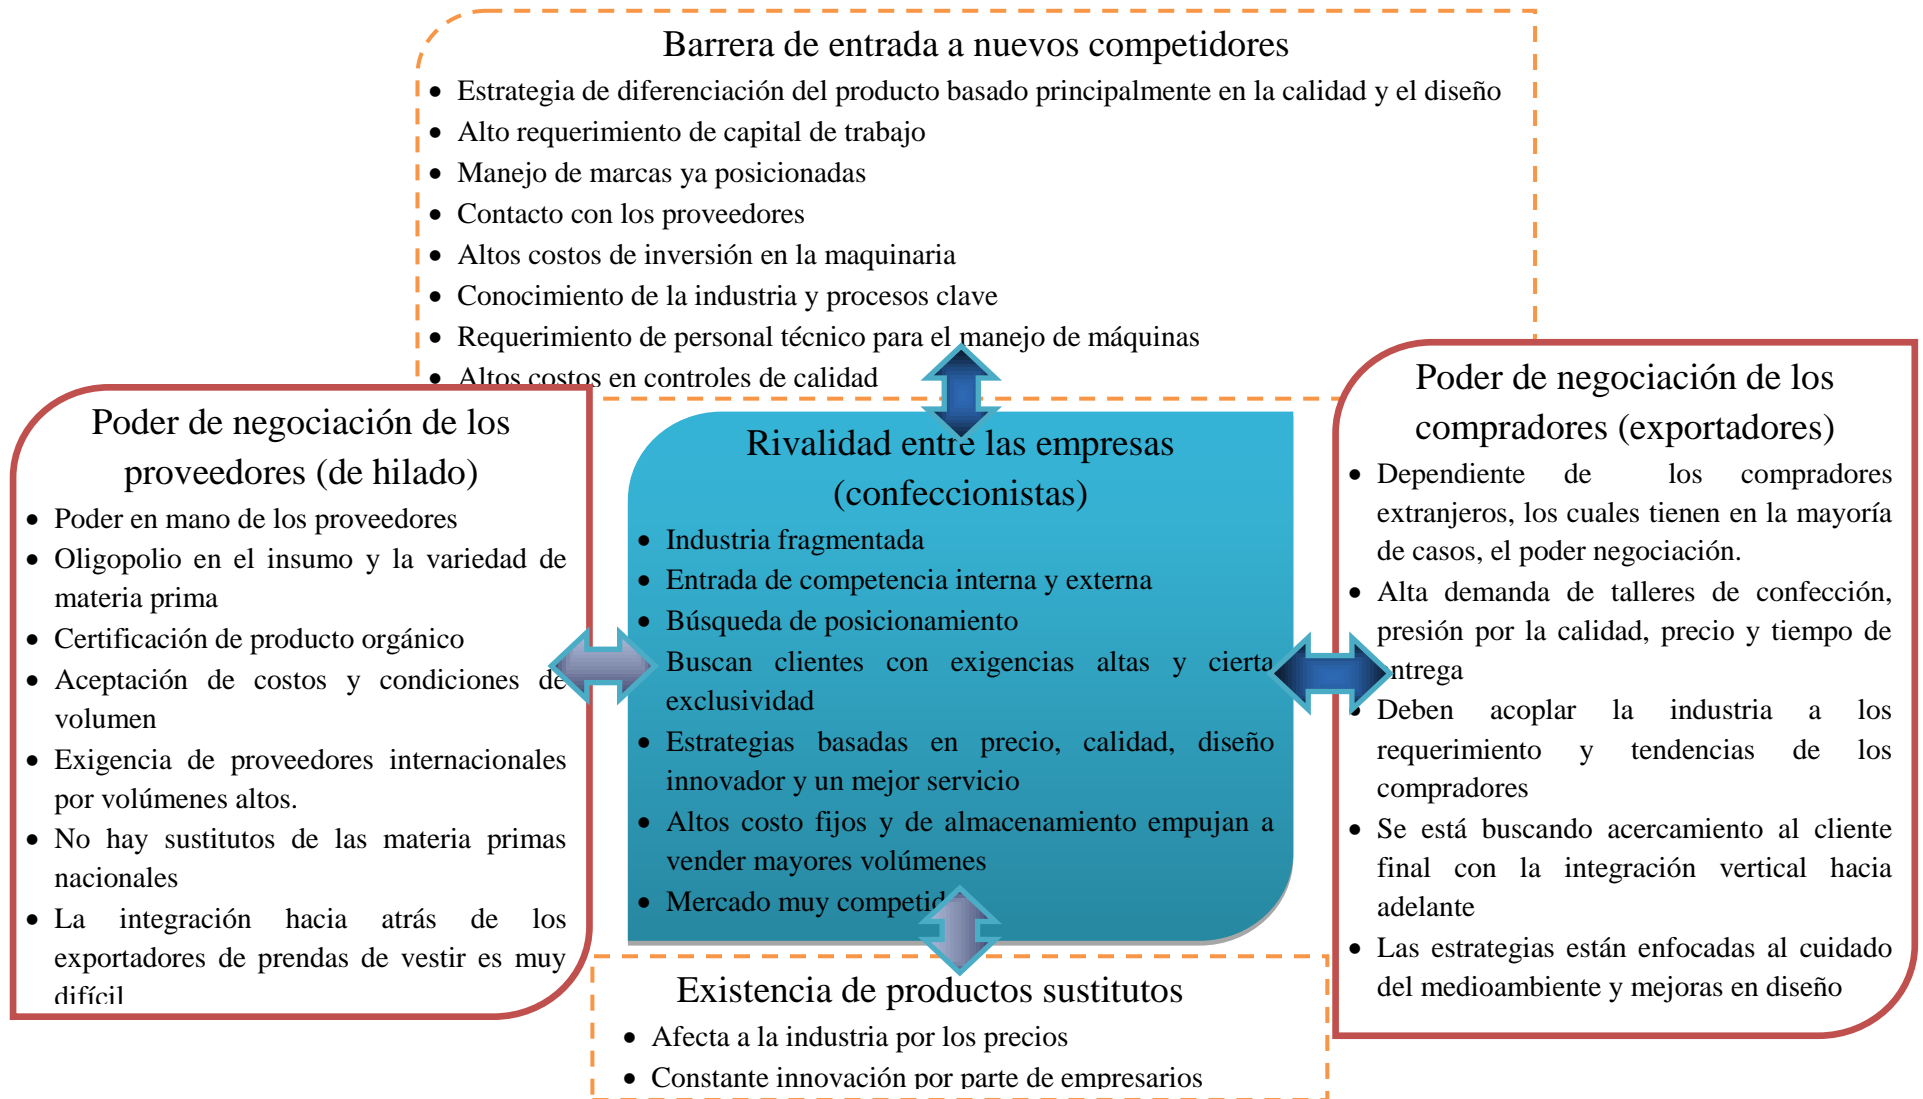 Barrera de entrada a nuevos competidores
• Estrategia de diferenciación del producto basado principalmente en la calidad y el diseño
• Alto requerimiento de capital de trabajo
• Manejo de marcas ya posicionadas
• Contacto con los proveedores
• Altos costos de inversión en la maquinaria
• Conocimiento de la industria y procesos clave
• Requerimiento de personal técnico para el manejo de máquinas
• Altos costos en controles de calidad
Poder de negociación de los
proveedores (de hilado)
• Poder en mano de los proveedores
• Oligopolio en el insumo y la variedad de
materia prima
• Certificación de producto orgánico
• Aceptación de costos y condiciones de
volumen
• Exigencia de proveedores internacionales
por volúmenes altos.
• No hay sustitutos de las materia primas
nacionales
• La integración hacia atrás de los
exportadores de prendas de vestir es muy
difícil
Rivalidad entre las empresas
(confeccionistas)
• Industria fragmentada
• Entrada de competencia interna y externa
• Búsqueda de posicionamiento
• Buscan clientes con exigencias altas y cierta
exclusividad
• Estrategias basadas en precio, calidad, diseño
innovador y un mejor servicio
• Altos costo fijos y de almacenamiento empujan a
vender mayores volúmenes
• Mercado muy competid
Poder de negociación de los
compradores (exportadores)
• Dependiente de los compradores
extranjeros, los cuales tienen en la mayoría
de casos, el poder negociación.
• Alta demanda de talleres de confección,
presión por la calidad, precio y tiempo de
entrega
• Deben acoplar la industria a los
requerimiento y tendencias de los
compradores
• Se está buscando acercamiento al cliente
final con la integración vertical hacia
adelante
• Las estrategias están enfocadas al cuidado
del medioambiente y mejoras en diseño
Existencia de productos sustitutos
• Afecta a la industria por los precios
• Constante innovación por parte de empresarios